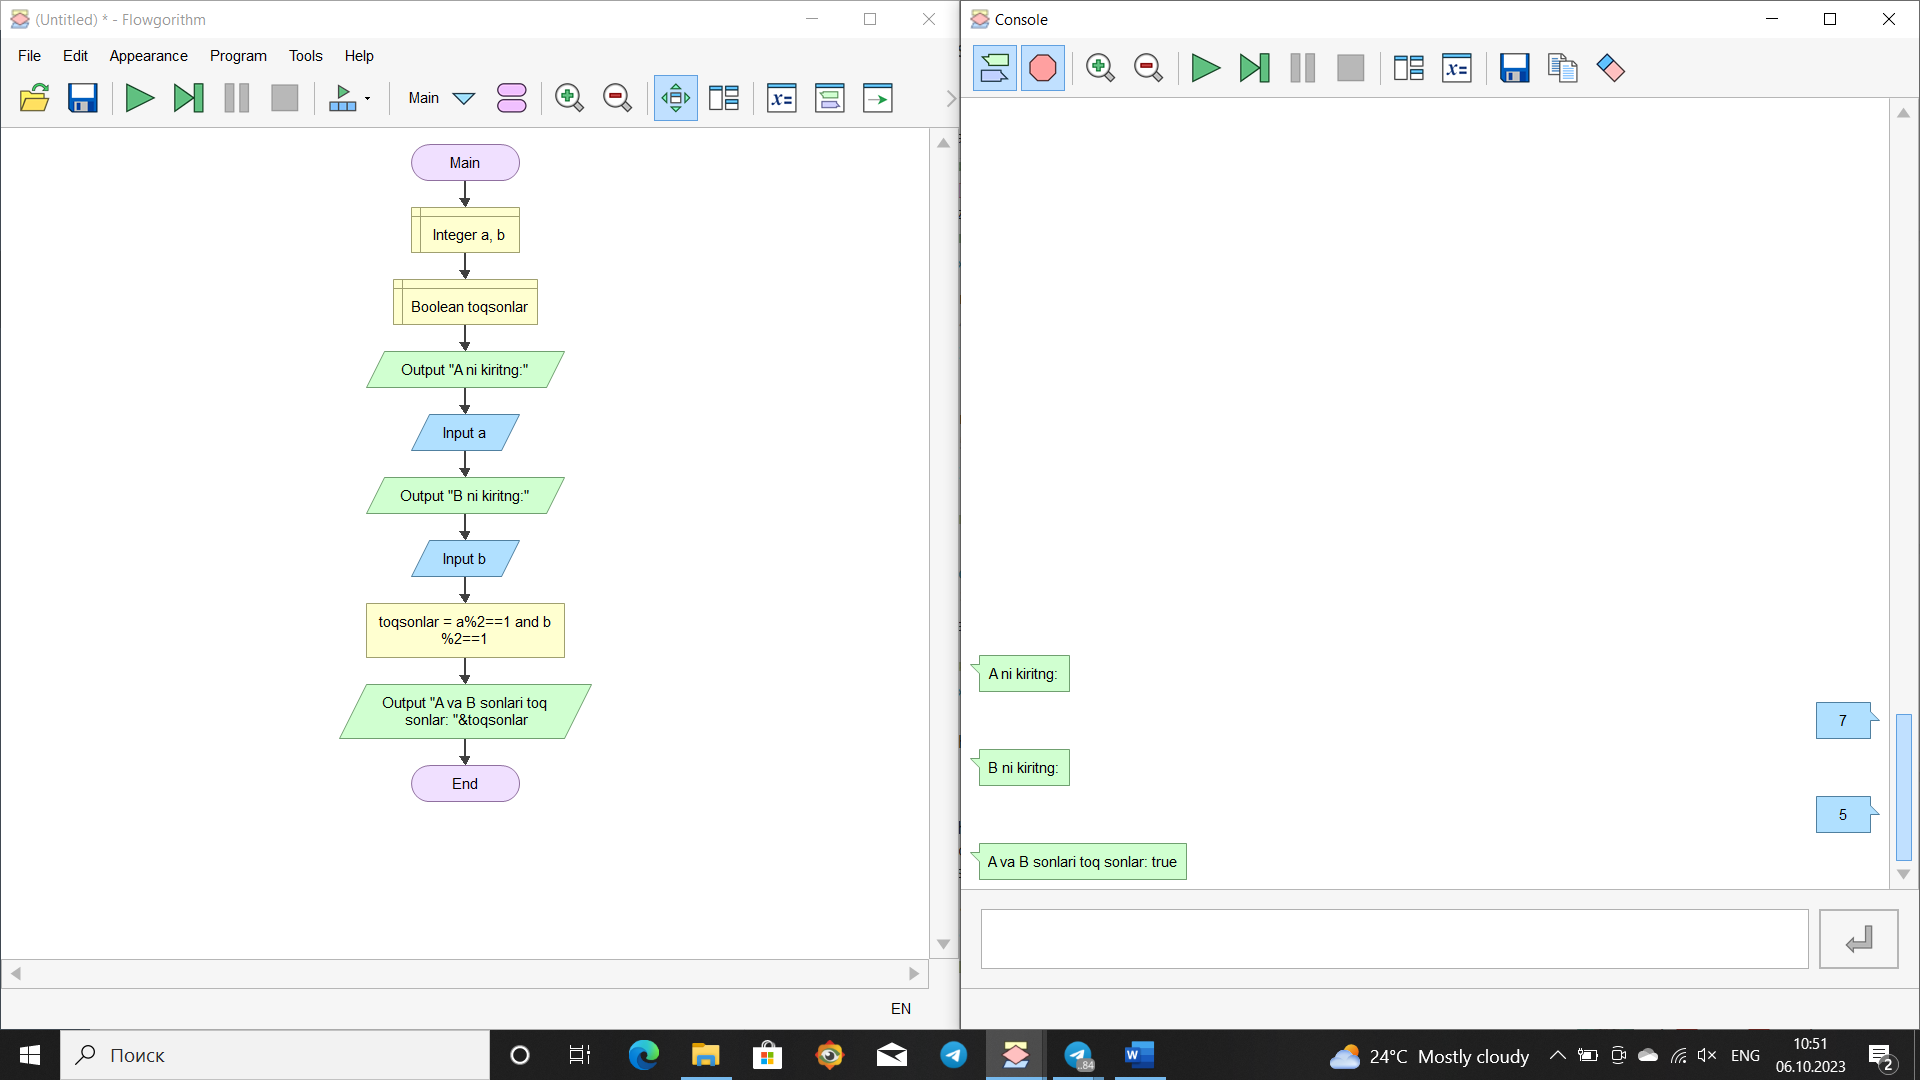 (Untitled) * - Flowgorithm
File Edit Appearance Program Tools Help
Main
Main
Integer a, b
Boolean toqsonlar
Output "A ni kiritng:"
Input a
Output "B ni kiritng:"
Input b
toqsonlar = a%2==1 and b
%2==1
Output "A va B sonlari toq
sonlar: "&toqsonlar
End
EN
Console
x=
A ni kiritng:
7
B ni kiritng:
5
A va B sonlari toq sonlar: true
Поиск
84
24°C Mostly cloudy
ENG
10:51
06.10.2023
2